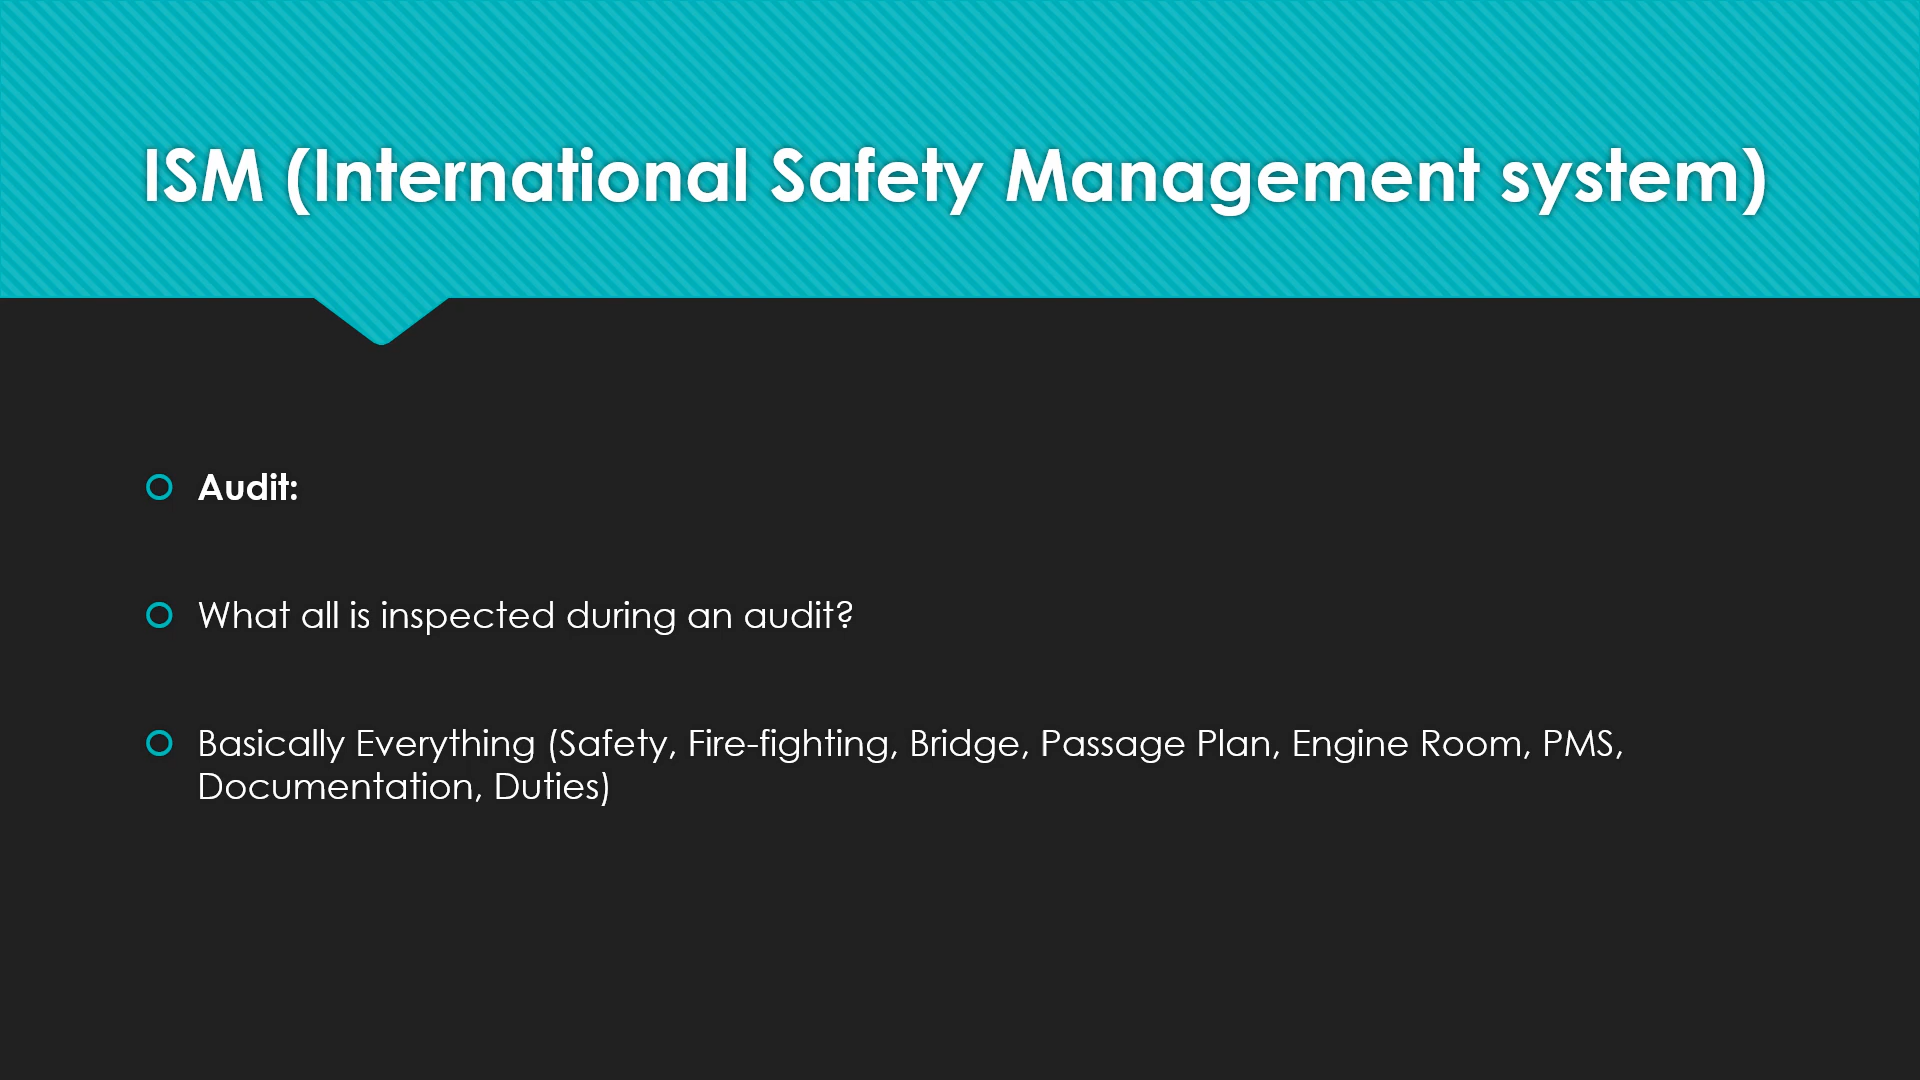 ISM (International Safety Management system)
Audit:
What all is inspected during an audit?
Basically Everything (Safety, Fire-fighting, Bridge, Passage Plan, Engine Room, PMS,
Documentation, Duties)